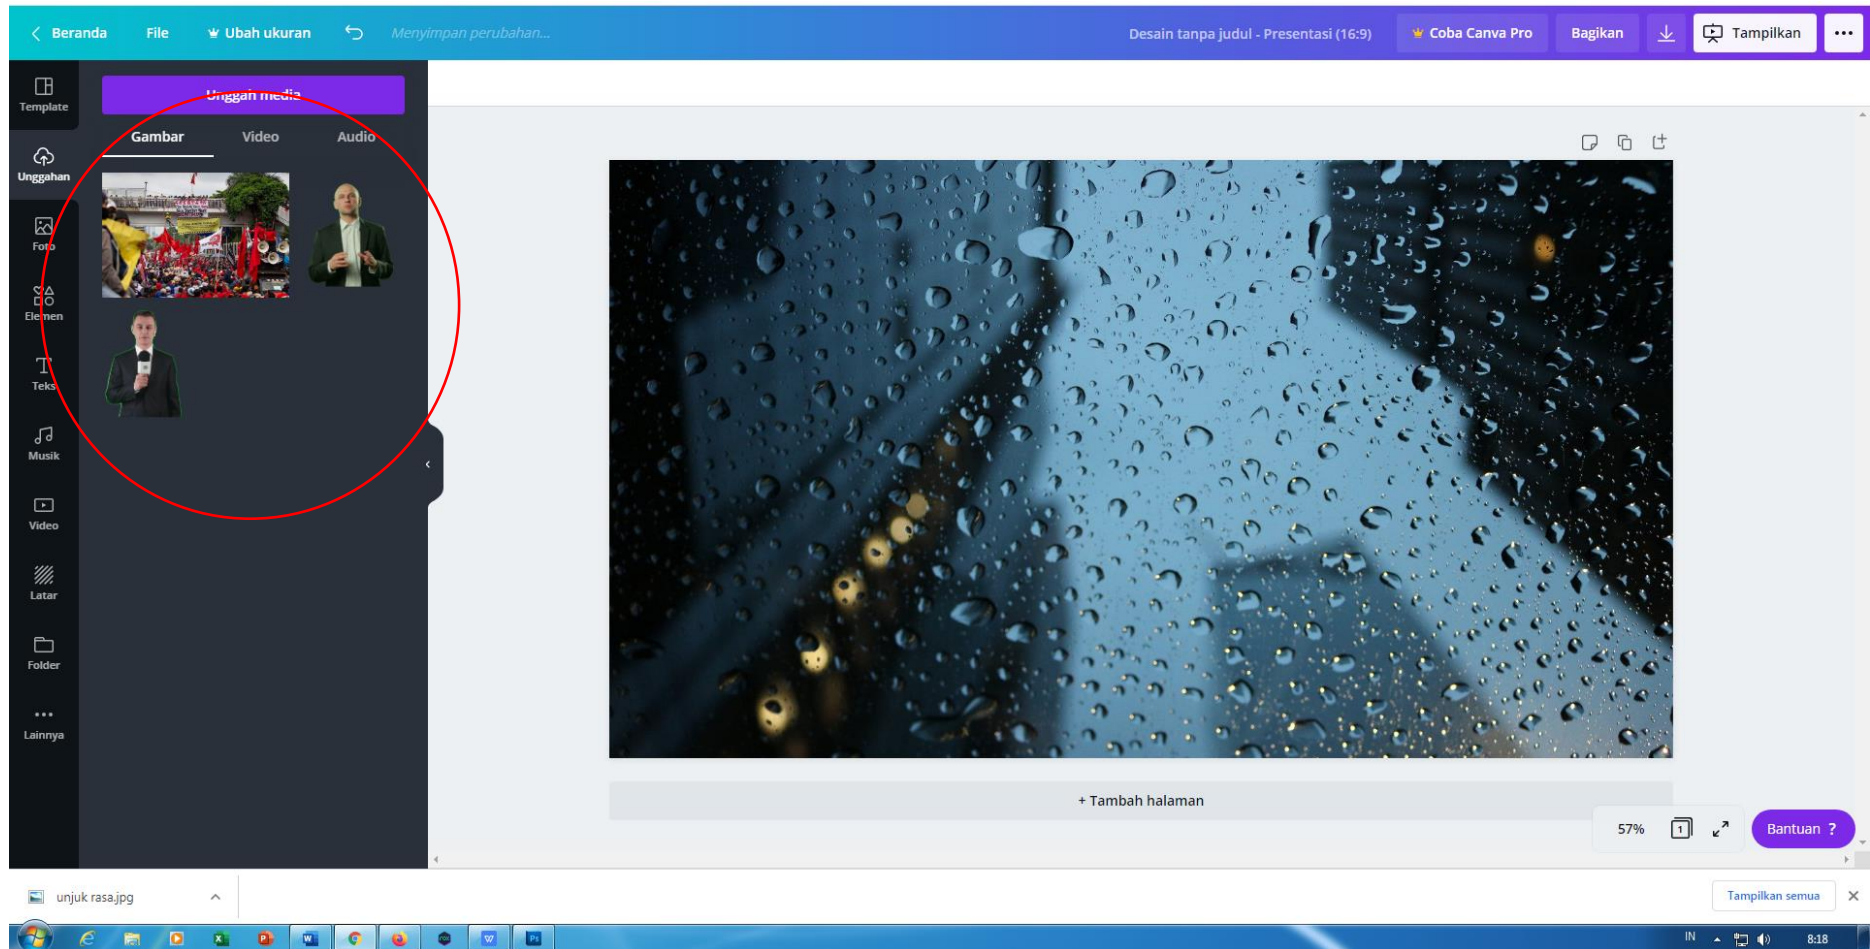 Beranda File Ubah ukuran Menyimpan perubahan... Desain tanpa judul - Presentasi (16:9) Coba Canva Pro Bagikan Tampilkan
Template
Unggahan
Foto
Elemen
Teks
Musik
Video
Latar
Folder
Lainnya
Unggah media
Gambar Video Audio
+ Tambah halaman
57% 1 Bantuan ?
unjuk rasa.jpg Tampilkan semua
IN 8:18